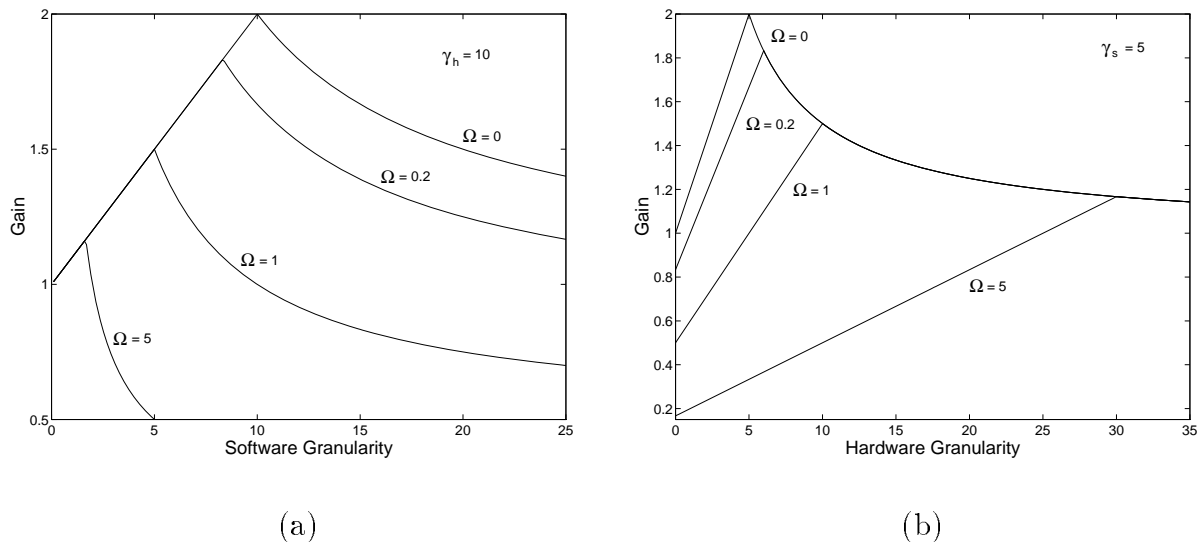 2
1.5
1
0.5
0 5 10 15 20 25
Gain
Software Granularity
γh = 10
Ω = 0
Ω = 0.2
Ω = 1
Ω = 5
(a)
2
1.8
1.6
1.4
1.2
1
0.8
0.6
0.4
0.2
0 5 10 15 20 25 30 35
Gain
Hardware Granularity
γs = 5
Ω = 0
Ω = 0.2
Ω = 1
Ω = 5
(b)